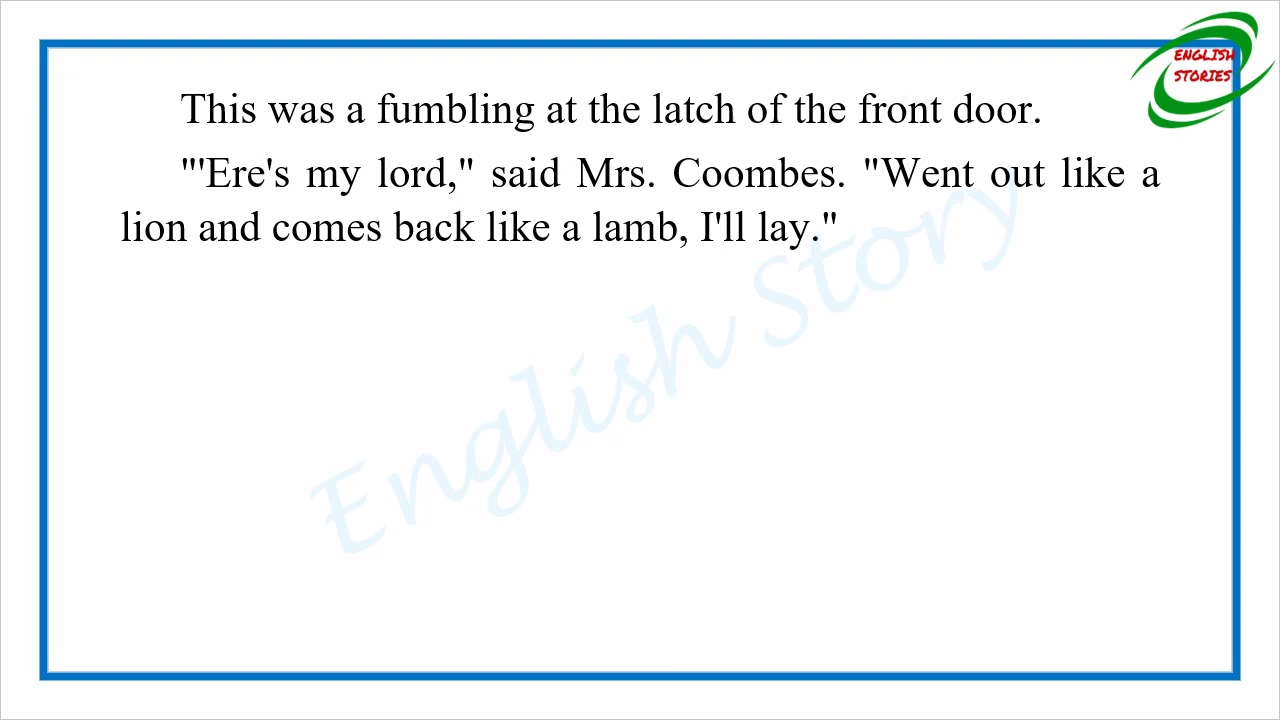 ENGLISH
STORIES
This was a fumbling at the latch of the front door.
"'Ere's my lord," said Mrs. Coombes. "Went out like a
lion and comes back like a lamb, I'll lay."
English Story